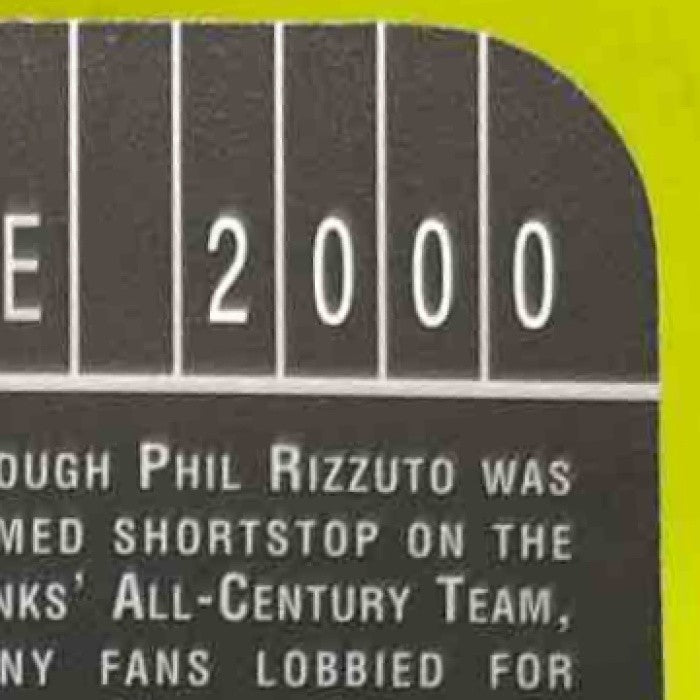 E 2000
OUGH PHIL RIZZUTO WAS
MED SHORTSTOP ON THE
NKS' ALL-CENTURY TEAM,
NY FANS LOBBIED FOR